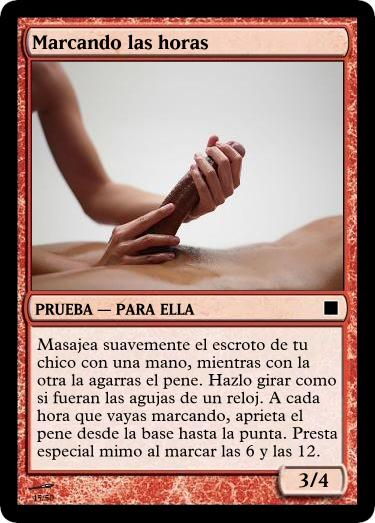 Marcando las horas
PRUEBA — PARA ELLA
Masajea suavemente el escroto de tu
chico con una mano, mientras con la
otra la agarras el pene. Hazlo girar como
si fueran las agujas de un reloj. A cada
hora que vayas marcando, aprieta el
pene desde la base hasta la punta. Presta
especial mimo al marcar las 6 y las 12.
3/4
15/50